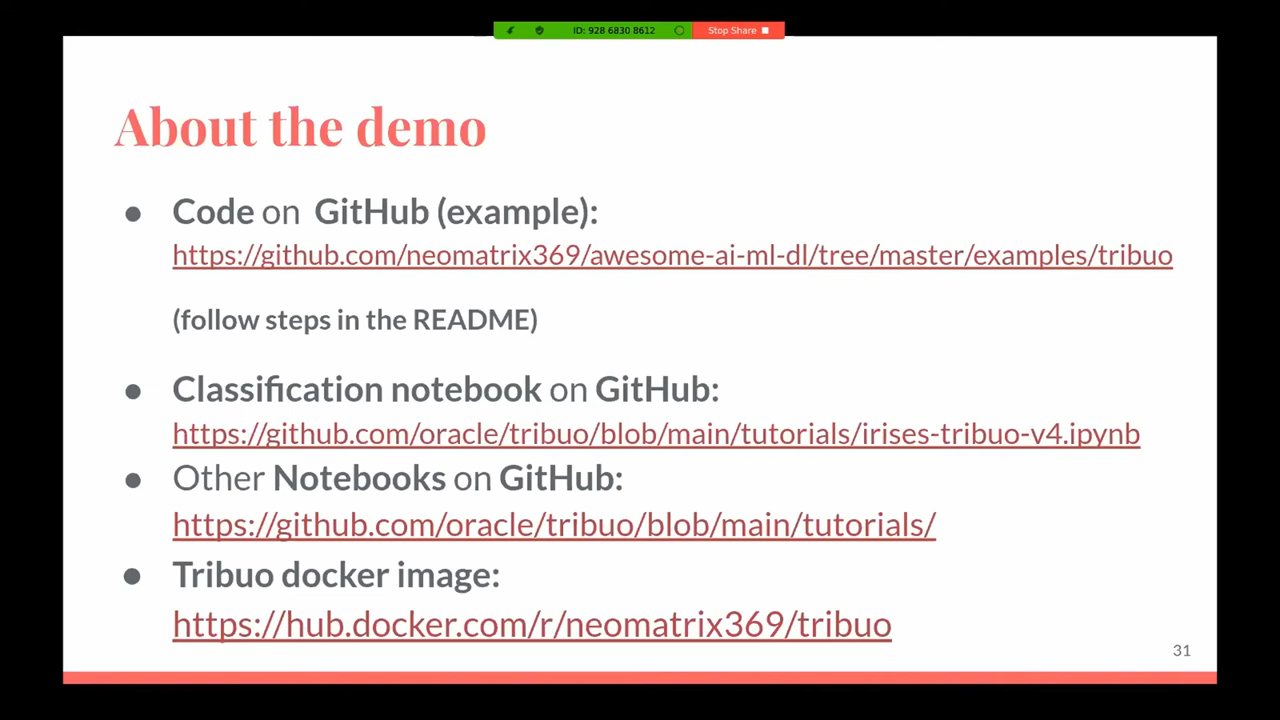 ID: 928 6830 8612 Stop Share
About the demo
● Code on GitHub (example):
https://github.com/neomatrix369/awesome-ai-ml-dl/tree/master/examples/tribuo
(follow steps in the README)
● Classification notebook on GitHub:
https://github.com/oracle/tribuo/blob/main/tutorials/irises-tribuo-v4.ipynb
● Other Notebooks on GitHub:
https://github.com/oracle/tribuo/blob/main/tutorials/
● Tribuo docker image:
https://hub.docker.com/r/neomatrix369/tribuo
31